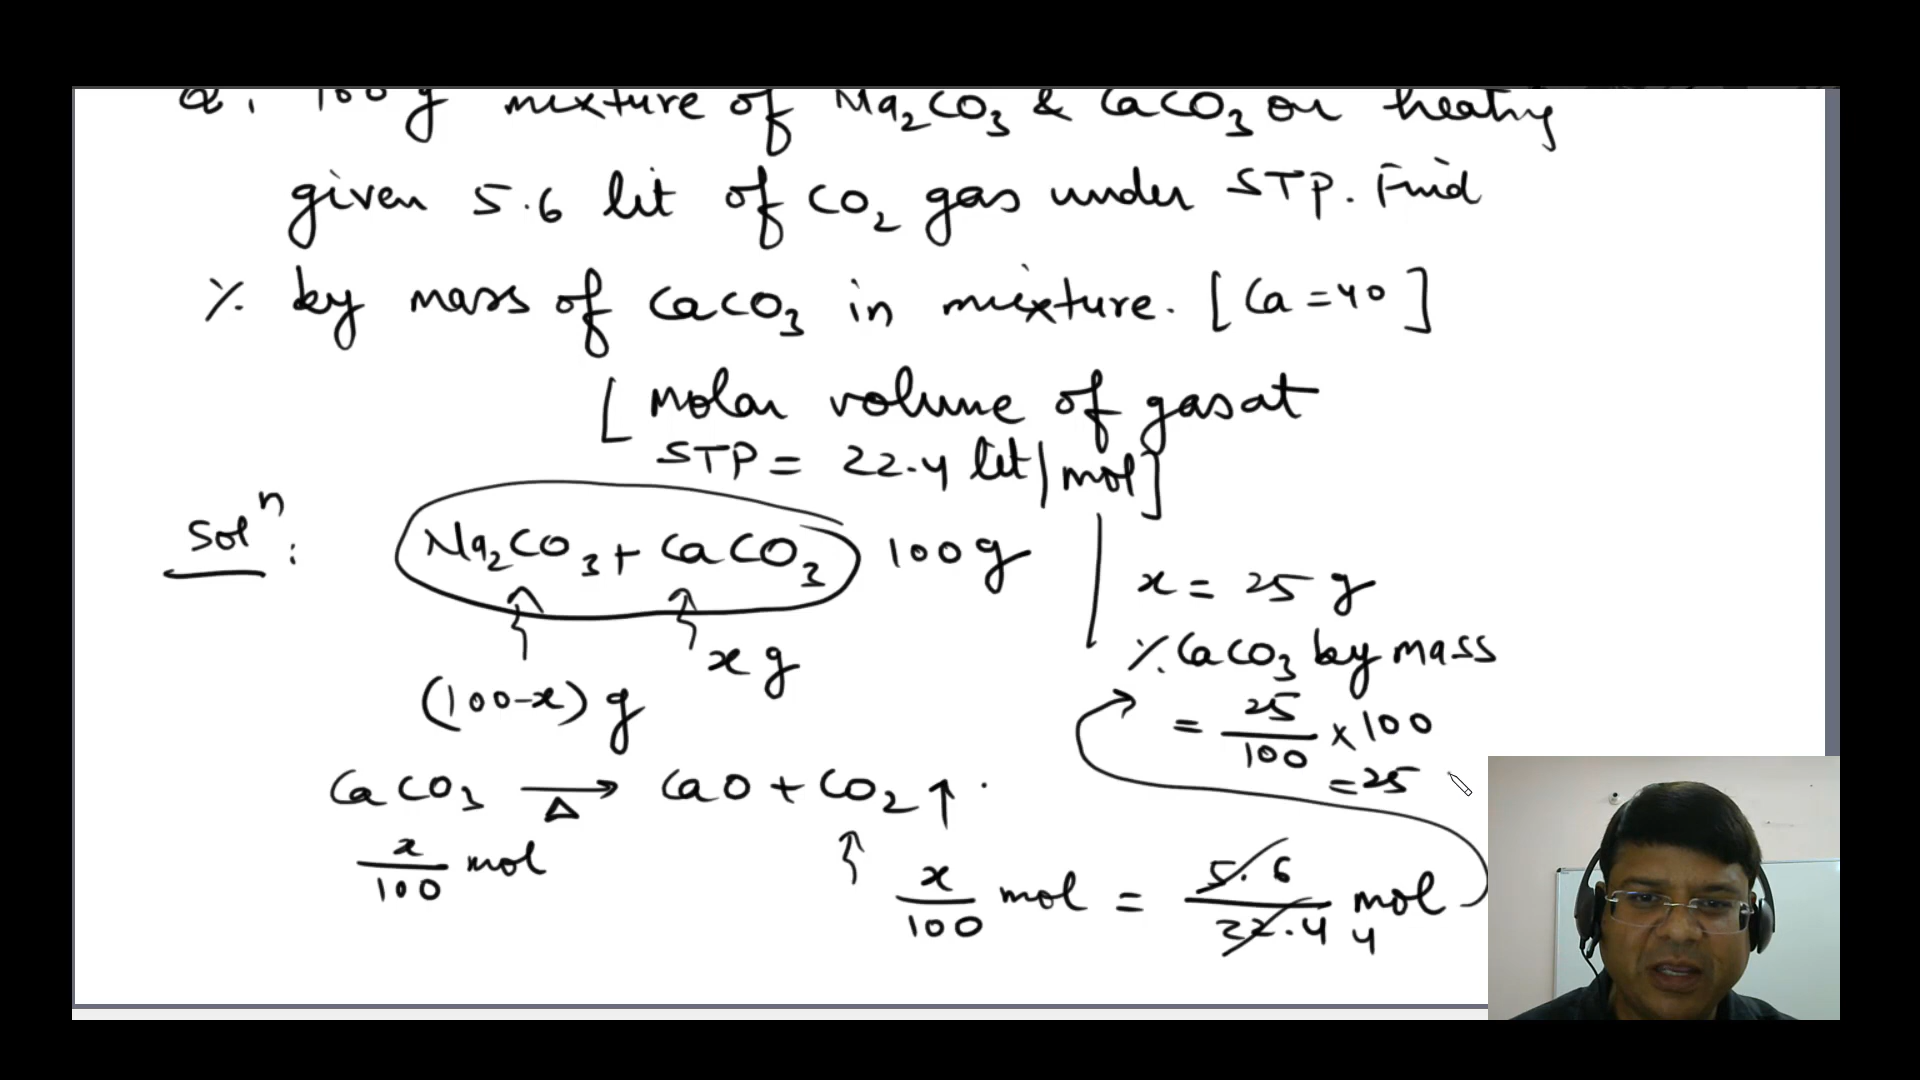 Q. 100 g mixture of Na2CO3 & CaCO3 on heating
given 5.6 lit of CO2 gas under STP. Find
% by mass of CaCO3 in mixture. [Ca = 40]
[Molar volume of gas at
STP = 22.4 lit/mol]
Solⁿ: Na2CO3 + CaCO3 100 g
(100-x) g
x g
CaCO3 →Δ CaO + CO2 ↑.
x/100 mol
x/100 mol = 5.6/22.4 mol
4
x = 25 g
% CaCO3 by mass
= 25/100 × 100
= 25